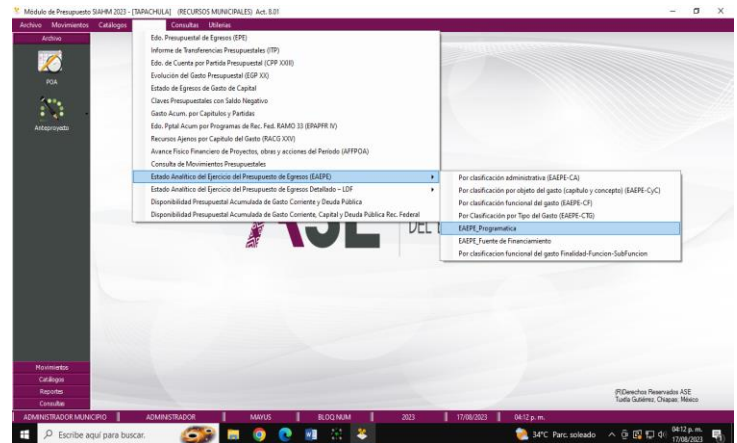 Módulo de Presupuesto SIAHM 2023 - [TAPACHULA] (RECURSOS MUNICIPALES) Act. 8.01
Archivo Movimientos Catálogos Consultas Utilerias
Archivo
POA
Anteproyecto
Edo. Presupuestal de Egresos (EPE)
Informe de Transferencias Presupuestales (ITP)
Edo. de Cuenta por Partida Presupuestal (CPP XXIII)
Evolución del Gasto Presupuestal (EGP XX)
Estado de Egresos de Gasto de Capital
Claves Presupuestales con Saldo Negativo
Gasto Acum. por Capitulos y Partidas
Edo. Pptal Acum por Programas de Rec. Fed. RAMO 33 (EPAPFR IV)
Recursos Ajenos por Capitulo del Gasto (RACG XXV)
Avance Fisico Financiero de Proyectos, obras y acciones del Periodo (AFFPOA)
Consulta de Movimientos Presupuestales
Estado Analítico del Ejercicio del Presupuesto de Egresos (EAEPE)
Estado Analítico del Ejercicio del Presupuesto de Egresos Detallado – LDF
Disponibilidad Presupuestal Acumulada de Gasto Corriente y Deuda Pública
Disponibilidad Presupuestal Acumulada de Gasto Corriente, Capital y Deuda Pública Rec. Federal
Por clasificación administrativa (EAEPE-CA)
Por clasificación por objeto del gasto (capítulo y concepto) (EAEPE-CyC)
Por clasificación funcional del gasto (EAEPE-CF)
Por Clasificación por Tipo del Gasto (EAEPE-CTG)
EAEPE_Programatica
EAEPE_Fuente de Financiamiento
Por clasificacion funcional del gasto Finalidad-Funcion-SubFuncion
ASE DEL
Movimientos
Catálogos
Reportes
Consultas
(R)Derechos Reservados ASE
Tuxtla Gutiérrez, Chiapas; México
ADMINISTRADOR MUNICIPIO ADMINISTRADOR MAYUS BLOQ NUM 2023 17/08/2023 04:12 p. m.
Escribe aquí para buscar. 34°C Parc. soleado 04:12 p. m.
17/08/2023